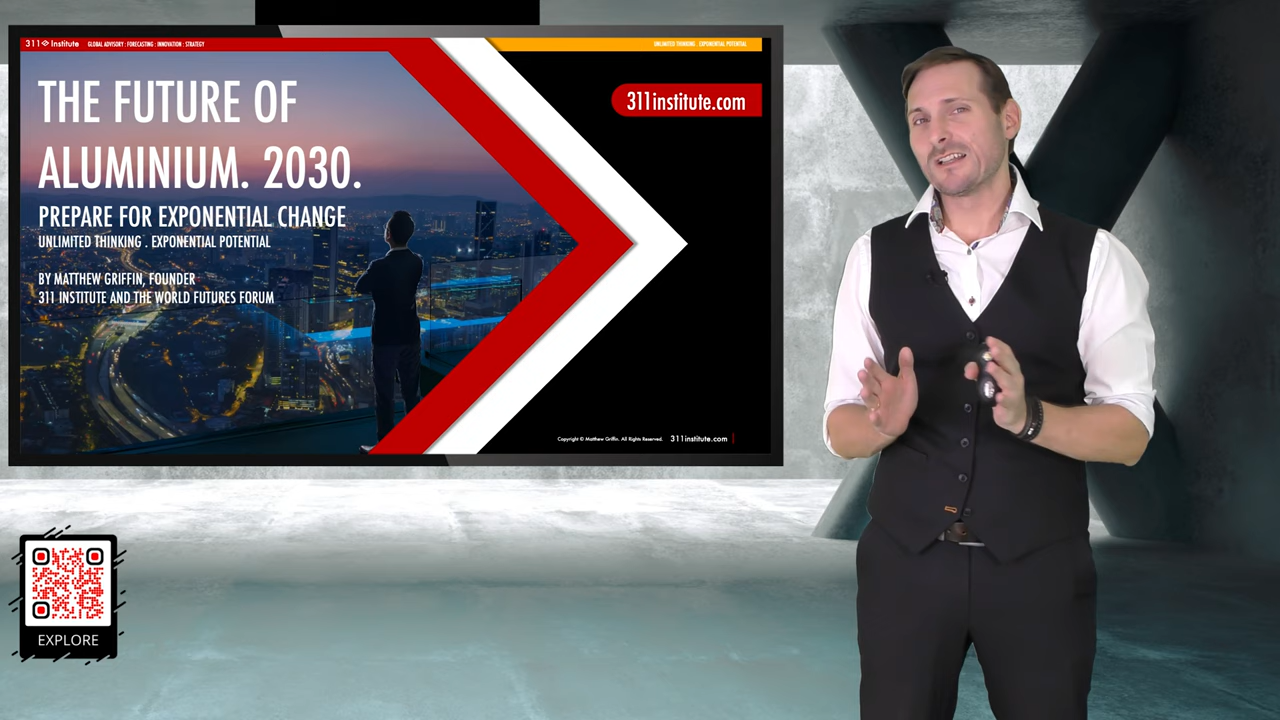 311 Institute GLOBAL ADVISORY : FORECASTING : INNOVATION : STRATEGY
UNLIMITED THINKING . EXPONENTIAL POTENTIAL
311institute.com
THE FUTURE OF
ALUMINIUM. 2030.
PREPARE FOR EXPONENTIAL CHANGE
UNLIMITED THINKING . EXPONENTIAL POTENTIAL
BY MATTHEW GRIFFIN, FOUNDER
311 INSTITUTE AND THE WORLD FUTURES FORUM
Copyright © Matthew Griffin. All Rights Reserved. 311institute.com
EXPLORE